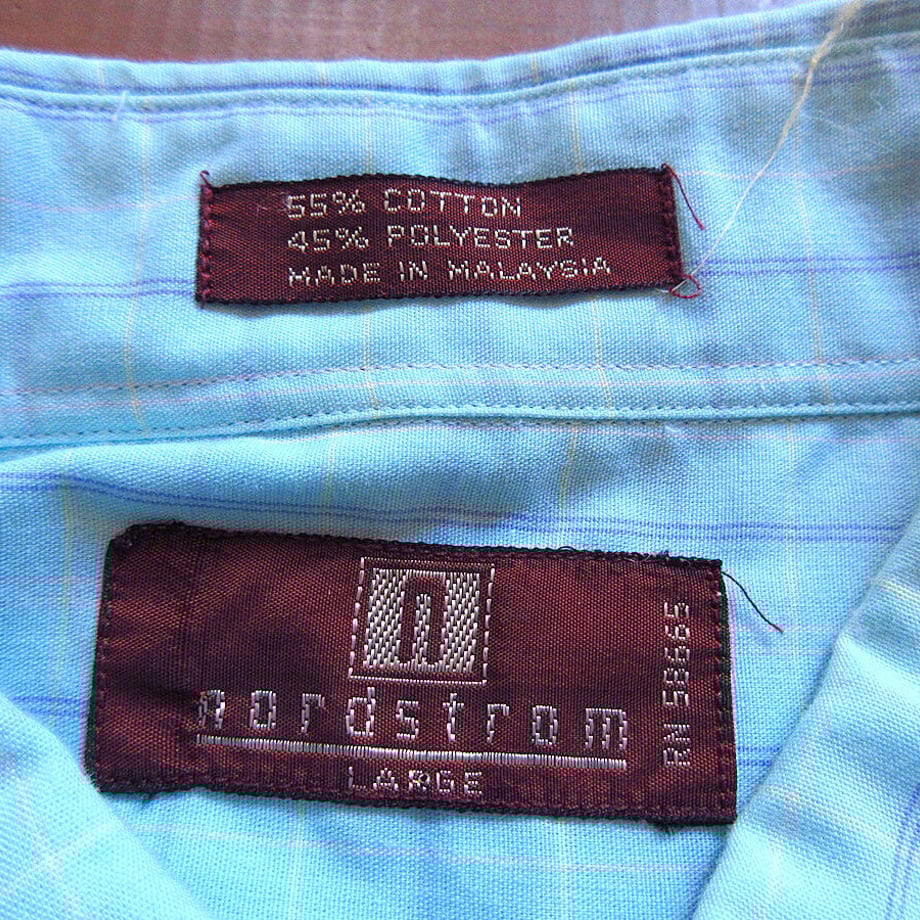 55% COTTON
45% POLYESTER
MADE IN MALAYSIA
n
nordstrom
LARGE
RN 58665